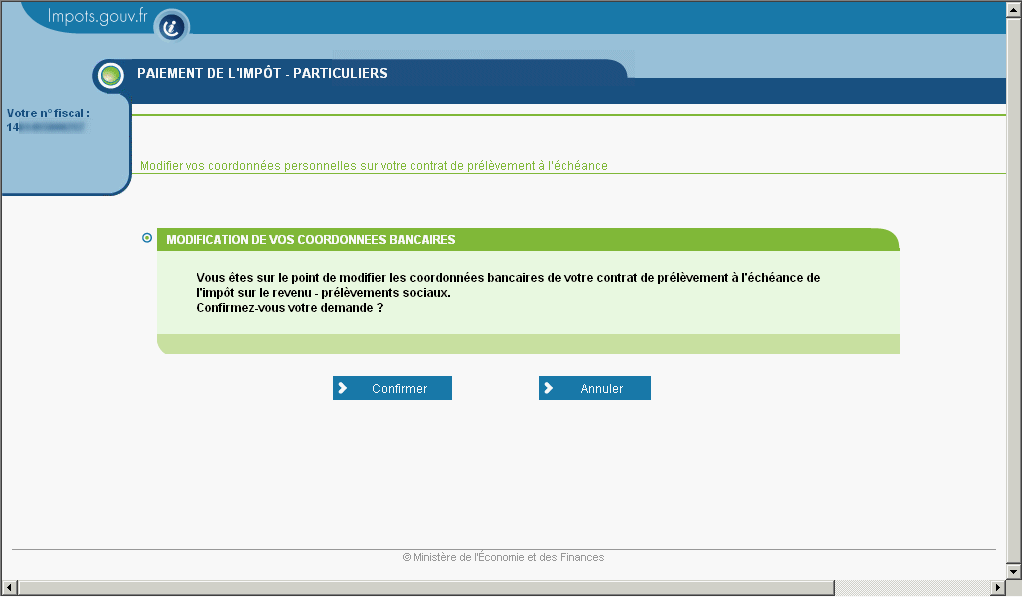 Impots.gouv.fr
PAIEMENT DE L'IMPÔT - PARTICULIERS
Votre n° fiscal :
14
Modifier vos coordonnées personnelles sur votre contrat de prélèvement à l'échéance
MODIFICATION DE VOS COORDONNEES BANCAIRES
Vous êtes sur le point de modifier les coordonnées bancaires de votre contrat de prélèvement à l'échéance de
l'impôt sur le revenu - prélèvements sociaux.
Confirmez-vous votre demande ?
Confirmer
Annuler
© Ministère de l'Économie et des Finances